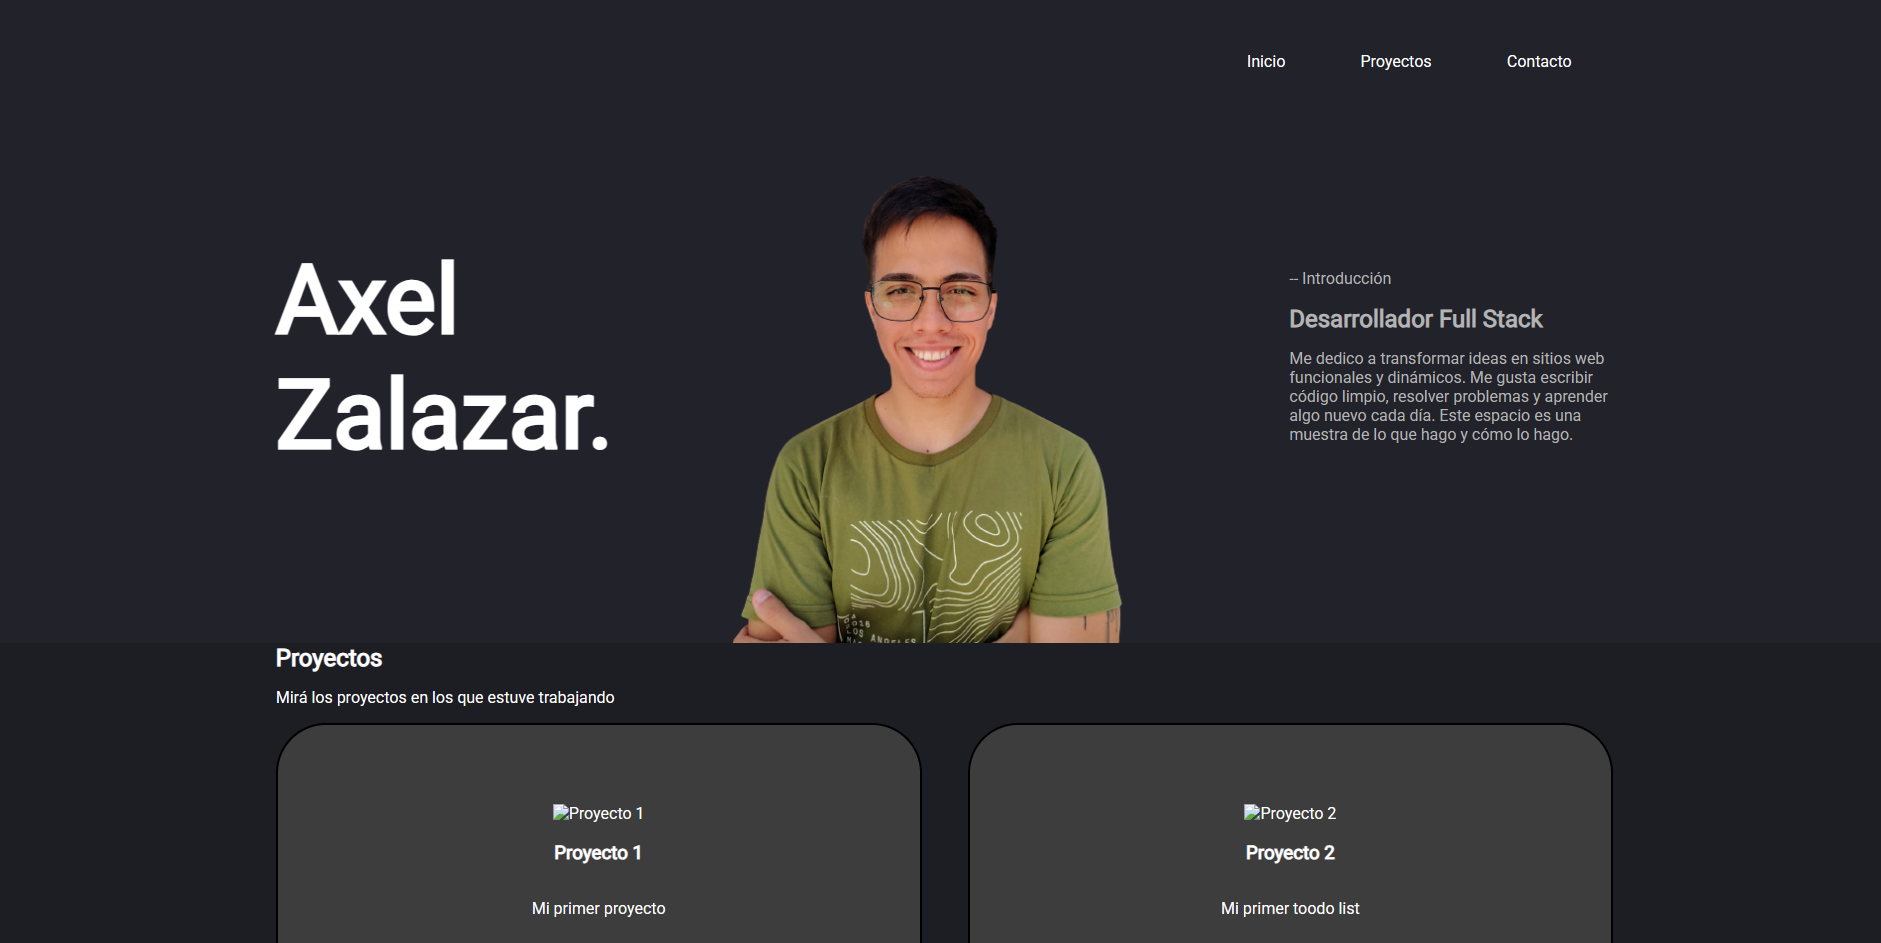 Inicio Proyectos Contacto
Axel
Zalazar.
-- Introducción
Desarrollador Full Stack
Me dedico a transformar ideas en sitios web
funcionales y dinámicos. Me gusta escribir
código limpio, resolver problemas y aprender
algo nuevo cada día. Este espacio es una
muestra de lo que hago y cómo lo hago.
LOS ANGELES
Proyectos
Mirá los proyectos en los que estuve trabajando
Proyecto 1
Proyecto 1
Mi primer proyecto
Proyecto 2
Proyecto 2
Mi primer toodo list